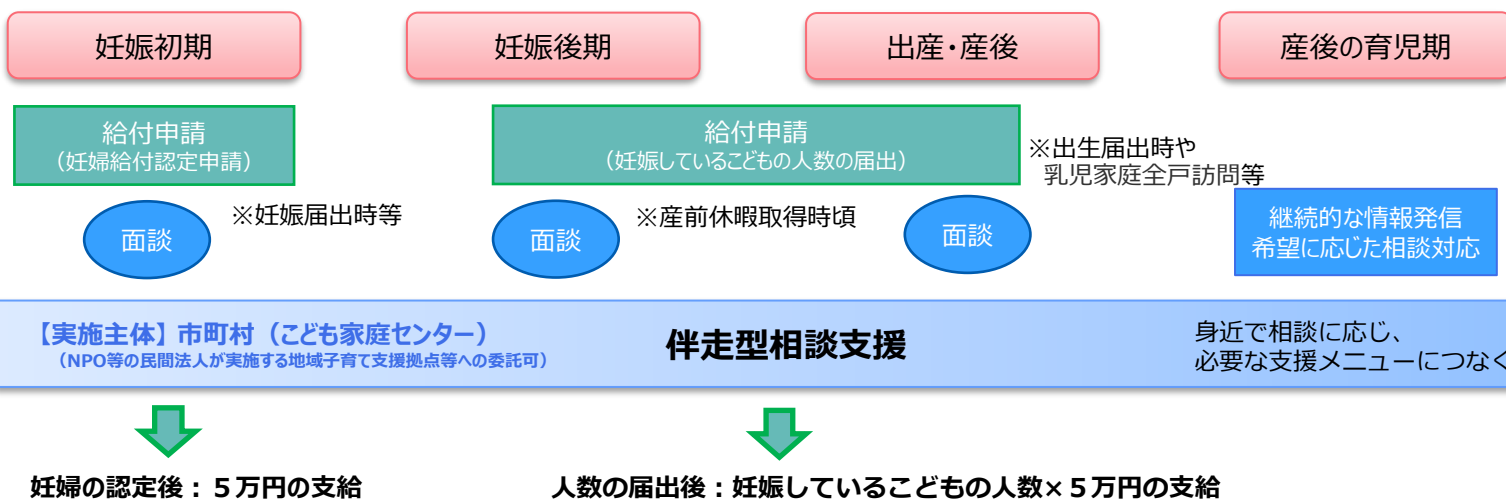 妊娠初期
妊娠後期
出産・産後
産後の育児期
給付申請
（妊婦給付認定申請）
給付申請
（妊娠しているこどもの人数の届出）
※出生届出時や
乳児家庭全戸訪問等
面談
※妊娠届出時等
面談
※産前休暇取得時頃
面談
継続的な情報発信
希望に応じた相談対応
【実施主体】市町村（こども家庭センター）
（NPO等の民間法人が実施する地域子育て支援拠点等への委託可）
伴走型相談支援
身近で相談に応じ、
必要な支援メニューにつなぐ
妊婦の認定後：５万円の支給
人数の届出後：妊娠しているこどもの人数×５万円の支給